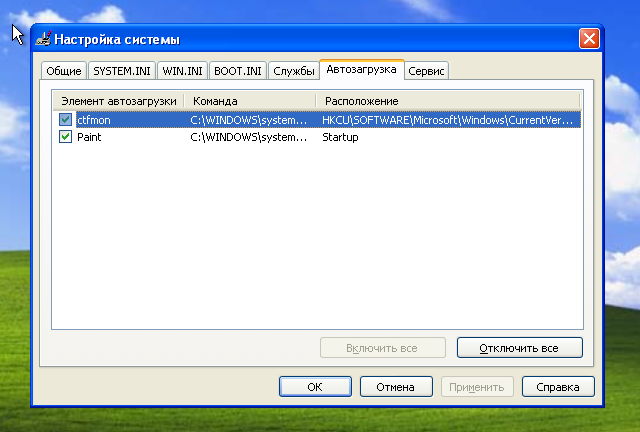 Настройка системы
Общие SYSTEM.INI WIN.INI BOOT.INI Службы Автозагрузка Сервис
Элемент автозагрузки Команда Расположение
ctfmon C:\WINDOWS\system... HKCU\SOFTWARE\Microsoft\Windows\CurrentVer...
Paint C:\WINDOWS\system... Startup
Включить все Отключить все
ОК Отмена Применить Справка